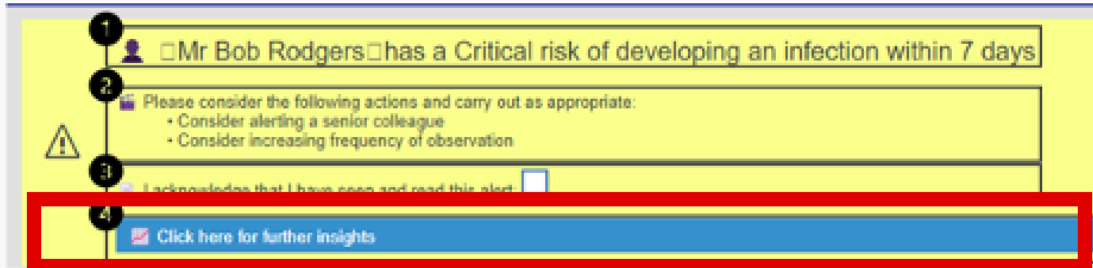 1
□Mr Bob Rodgers□has a Critical risk of developing an infection within 7 days
2
Please consider the following actions and carry out as appropriate:
• Consider alerting a senior colleague
• Consider increasing frequency of observation
3
I acknowledge that I have seen and read this alert:
4
Click here for further insights